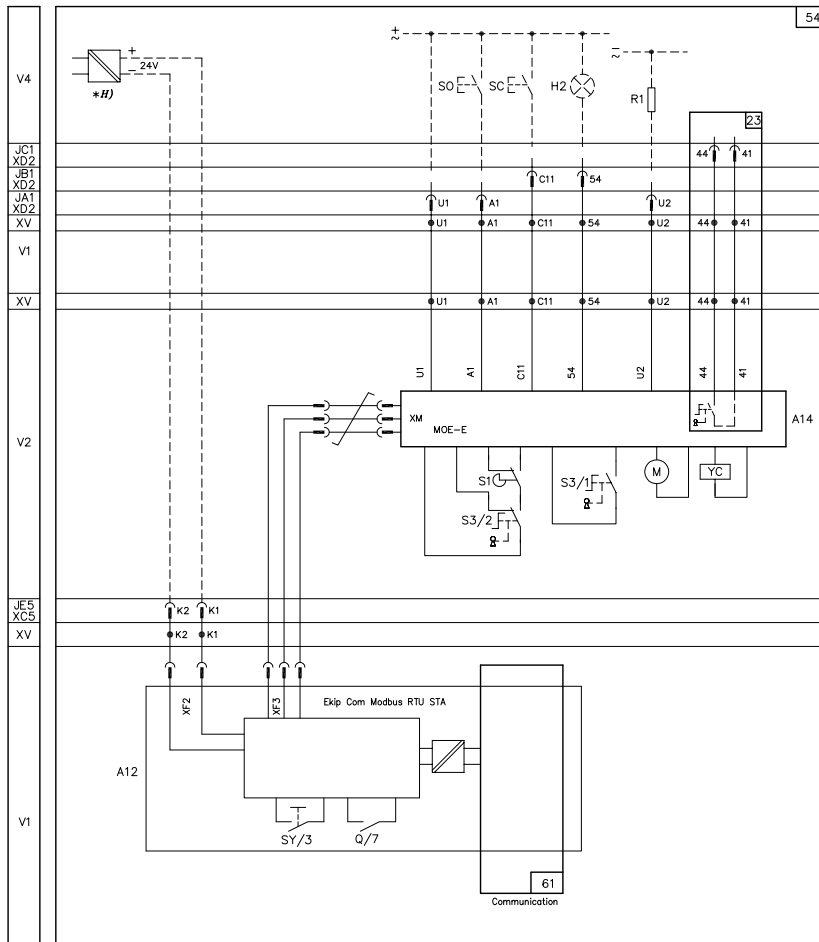 54
V4
+
24V
−
*H)
+
~
SO
SC
H2
−
~
R1
23
JC1
XD2
44
41
JB1
XD2
C11
54
JA1
XD2
U1
A1
U2
XV
U1
A1
C11
54
U2
44
41
V1
XV
U1
A1
C11
54
U2
44
41
V2
U1
A1
C11
54
U2
44
41
XM
MOE-E
A14
S1
S3/1
M
YC
S3/2
JE5
XC5
K2
K1
XV
K2
K1
V1
XF2
XF3
Ekip Com Modbus RTU STA
A12
SY/3
Q/7
61
Communication